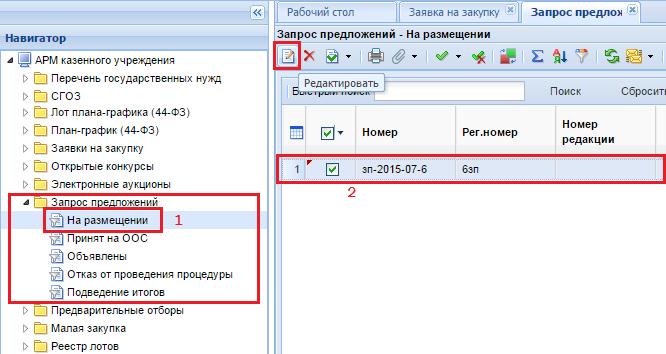 Рабочий стол
Заявка на закупку
Запрос предлож
Навигатор
Запрос предложений - На размещении
АРМ казенного учреждения
Перечень государственных нужд
СГОЗ
Лот плана-графика (44-ФЗ)
План-график (44-ФЗ)
Заявки на закупку
Открытые конкурсы
Электронные аукционы
Запрос предложений
На размещении
1
Принят на ООС
Объявлены
Отказ от проведения процедуры
Подведение итогов
Предварительные отборы
Малая закупка
Реестр лотов
Редактировать
Быстрый поиск
Поиск
Сбросить
Номер
Рег.номер
Номер
редакции
1
зп-2015-07-6
6зп
2